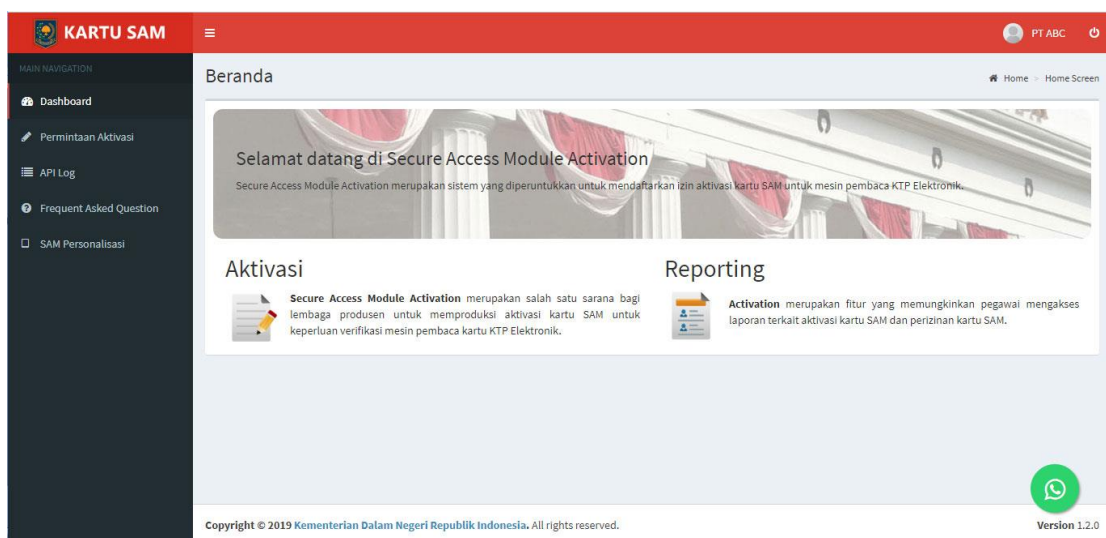 KARTU SAM
PT ABC
MAIN NAVIGATION
Dashboard
Permintaan Aktivasi
API Log
Frequent Asked Question
SAM Personalisasi
Beranda
Home > Home Screen
Selamat datang di Secure Access Module Activation
Secure Access Module Activation merupakan sistem yang diperuntukkan untuk mendaftarkan izin aktivasi kartu SAM untuk mesin pembaca KTP Elektronik.
Aktivasi
Secure Access Module Activation merupakan salah satu sarana bagi
lembaga produsen untuk memproduksi aktivasi kartu SAM untuk
keperluan verifikasi mesin pembaca kartu KTP Elektronik.
Reporting
Activation merupakan fitur yang memungkinkan pegawai mengakses
laporan terkait aktivasi kartu SAM dan perizinan kartu SAM.
Copyright © 2019 Kementerian Dalam Negeri Republik Indonesia. All rights reserved.
Version 1.2.0